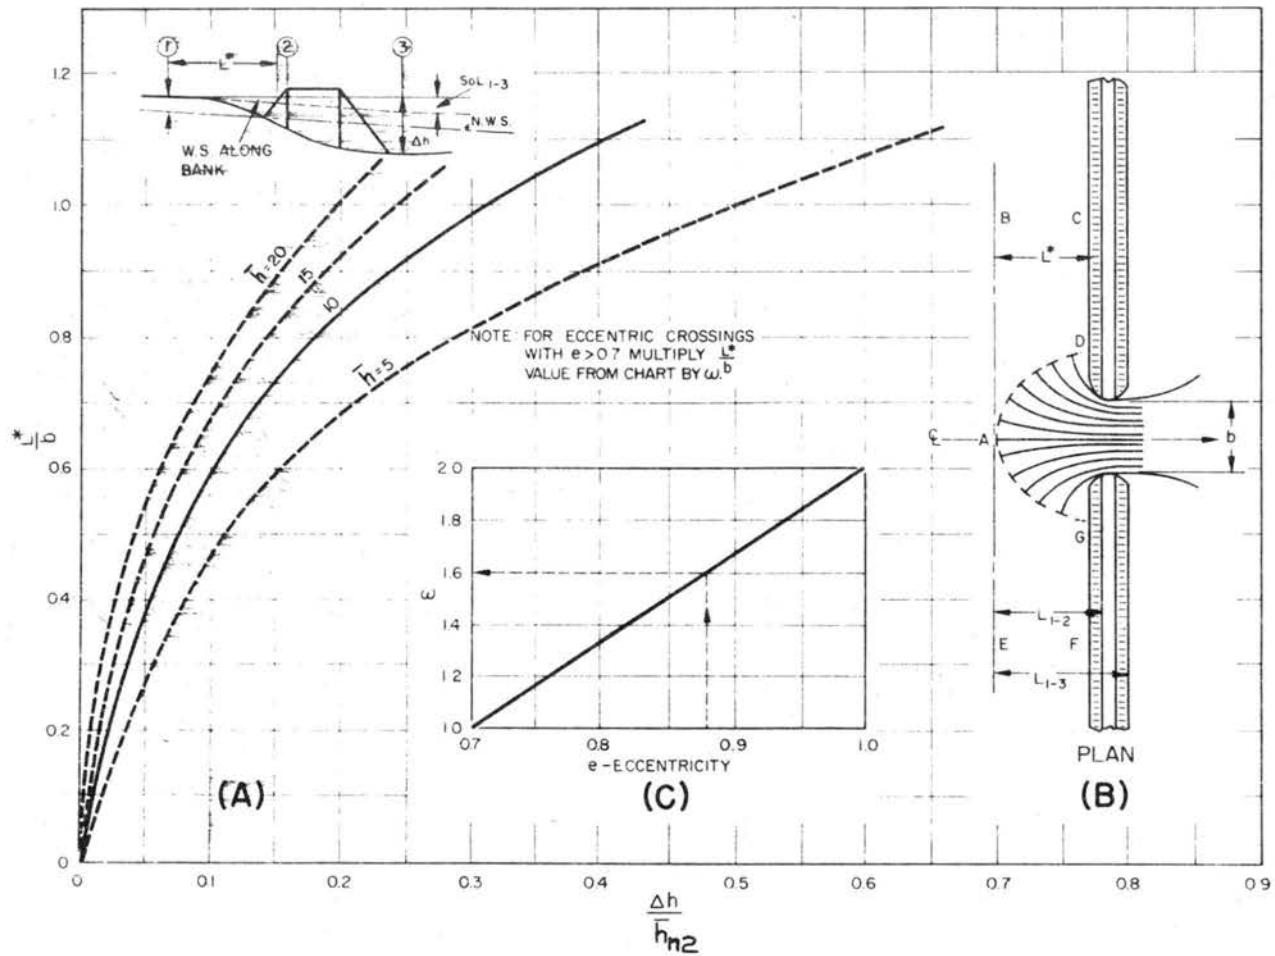 1.2
1.0
0.8
0.6
0.4
0.2
0
L*
b
0
0.1
0.2
0.3
0.4
0.5
0.6
0.7
0.8
0.9
Δh
h̅n2
1
2
3
L*
SoL1-3
N.W.S.
Δh
W.S. ALONG
BANK
h̅=20
15
10
h̅=5
NOTE: FOR ECCENTRIC CROSSINGS
WITH e>0.7 MULTIPLY L*/b
VALUE FROM CHART BY ω.
2.0
1.8
1.6
1.4
1.2
1.0
ω
0.7
0.8
0.9
1.0
e-ECCENTRICITY
(A)
(C)
B
C
L*
D
℄
A
b
G
L1-2
E
F
L1-3
PLAN
(B)